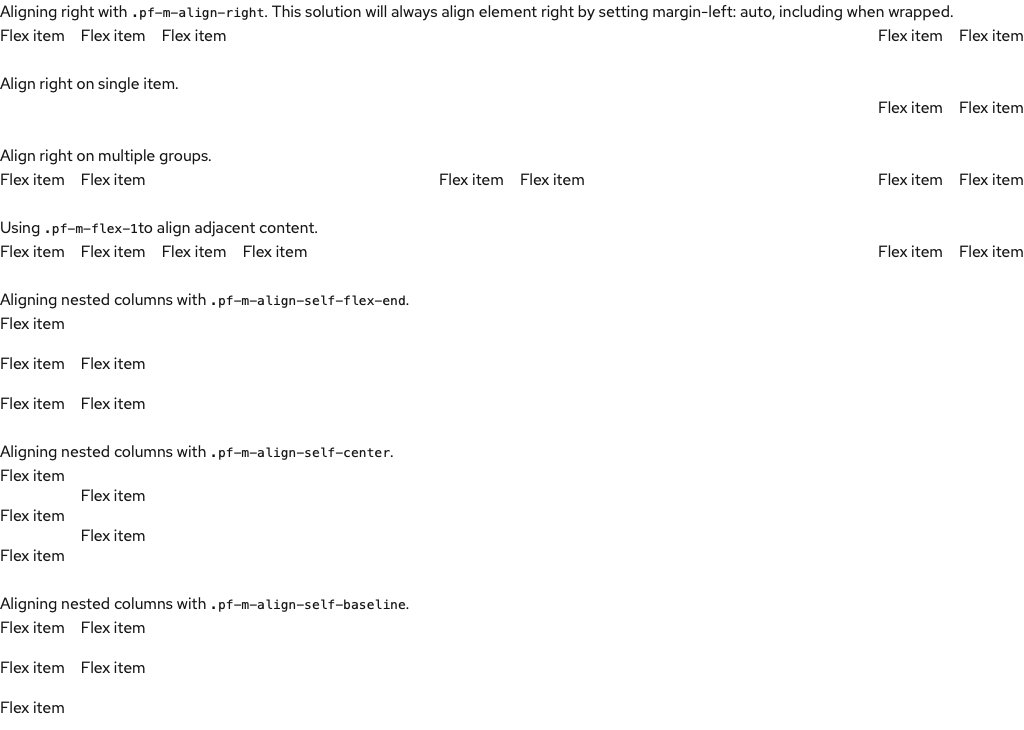 Aligning right with .pf-m-align-right. This solution will always align element right by setting margin-left: auto, including when wrapped.
Flex item Flex item Flex item Flex item Flex item
Align right on single item.
Flex item Flex item
Align right on multiple groups.
Flex item Flex item Flex item Flex item Flex item Flex item
Using .pf-m-flex-1to align adjacent content.
Flex item Flex item Flex item Flex item Flex item Flex item
Aligning nested columns with .pf-m-align-self-flex-end.
Flex item
Flex item Flex item
Flex item Flex item
Aligning nested columns with .pf-m-align-self-center.
Flex item
Flex item
Flex item
Flex item
Flex item
Aligning nested columns with .pf-m-align-self-baseline.
Flex item Flex item
Flex item Flex item
Flex item